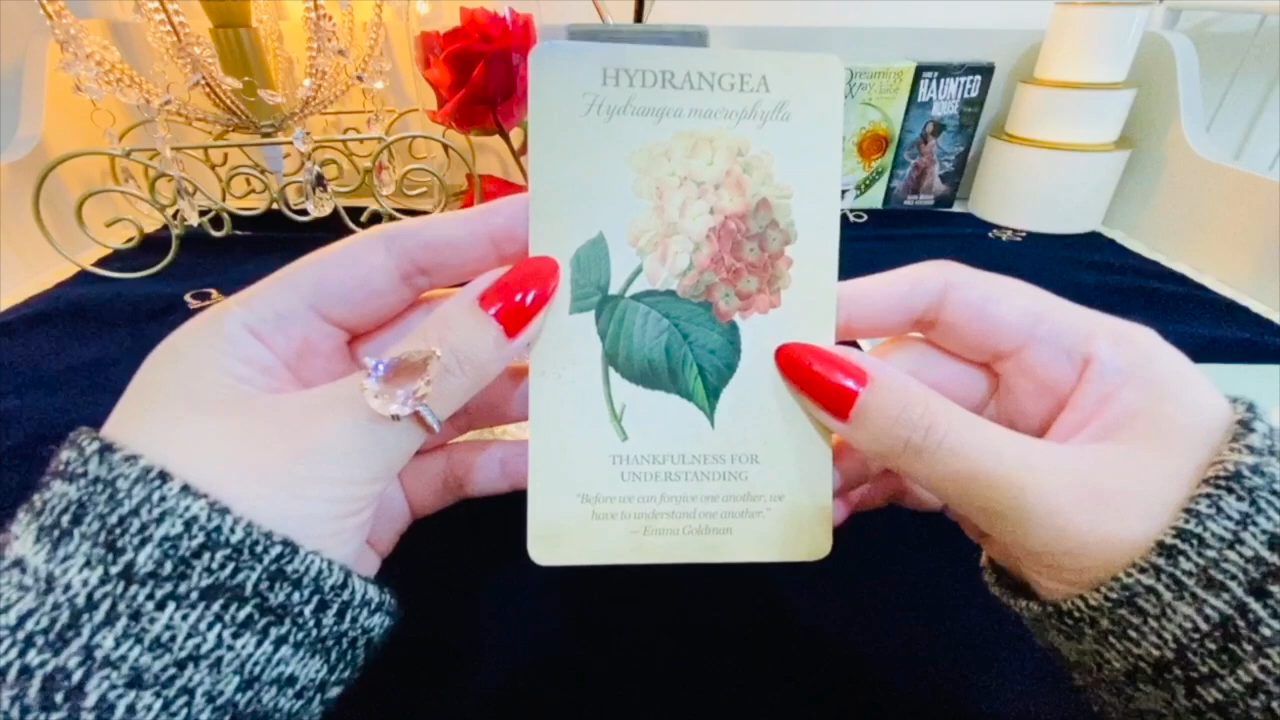 HYDRANGEA
Hydrangea macrophylla
THANKFULNESS FOR
UNDERSTANDING
"Before we can forgive one another, we
have to understand one another."
— Emma Goldman
Dreaming
HAUNTED
HOUSE